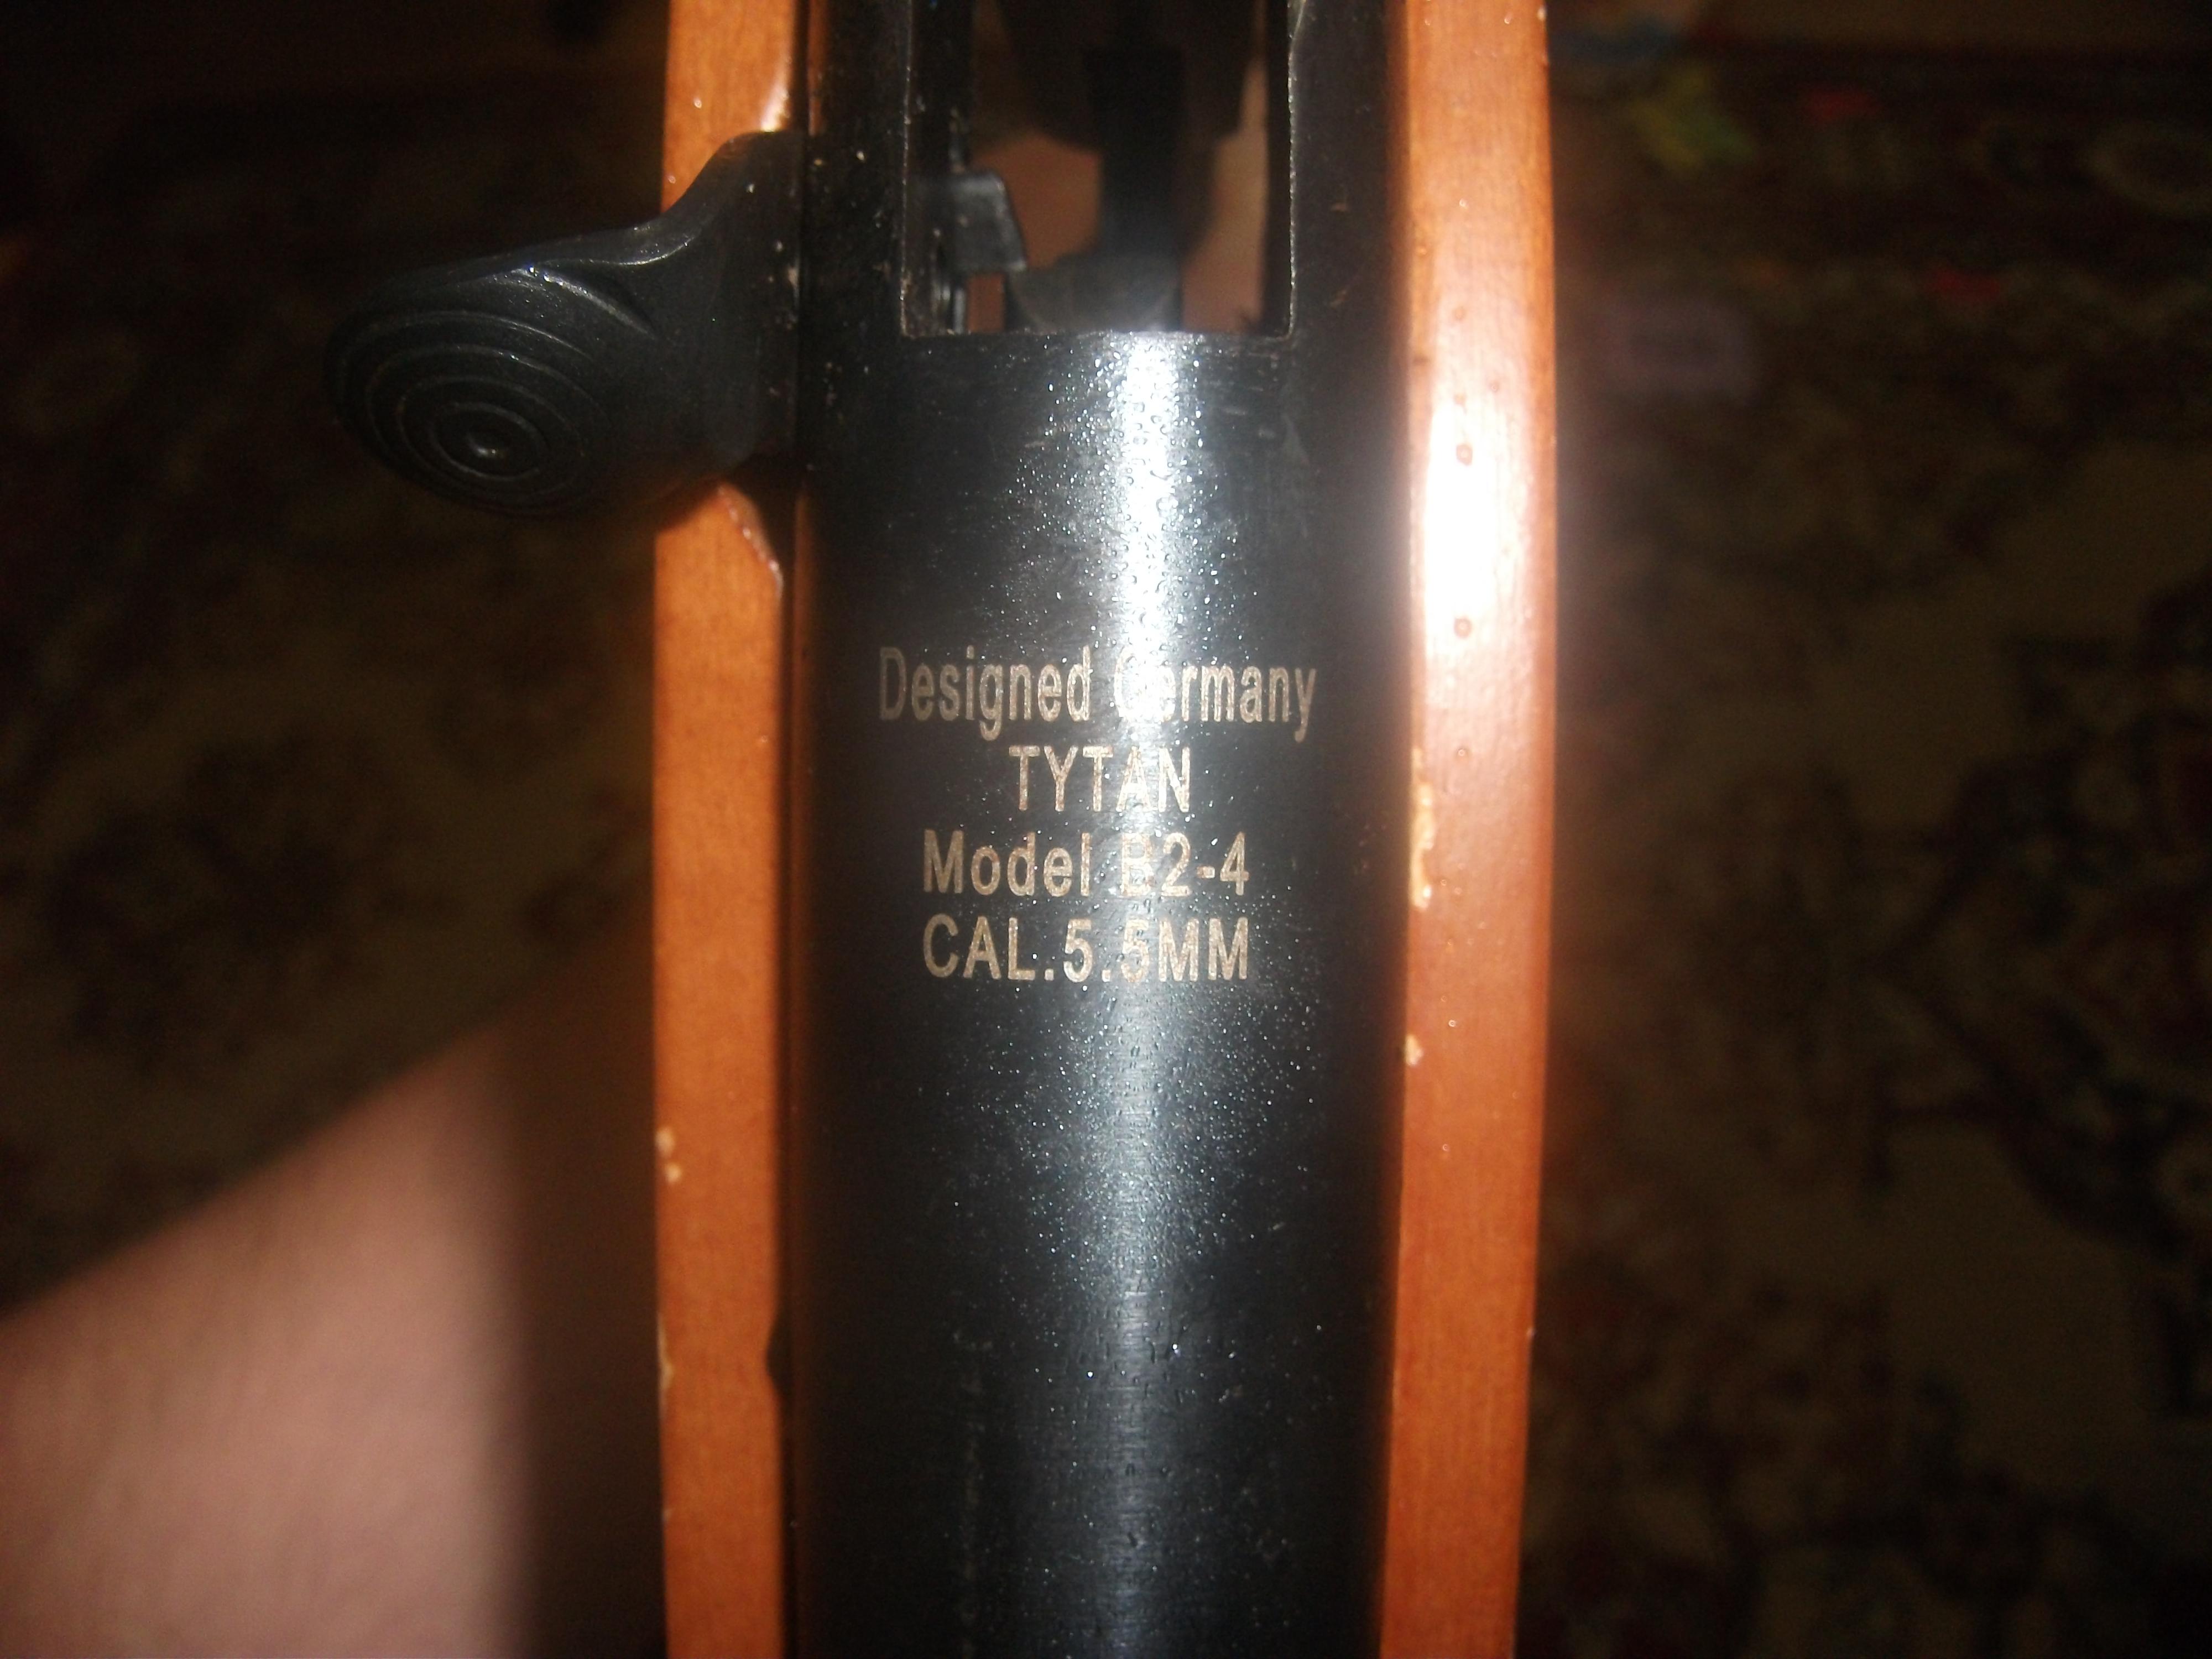 Designed Germany
TYTAN
Model B2-4
CAL.5.5MM